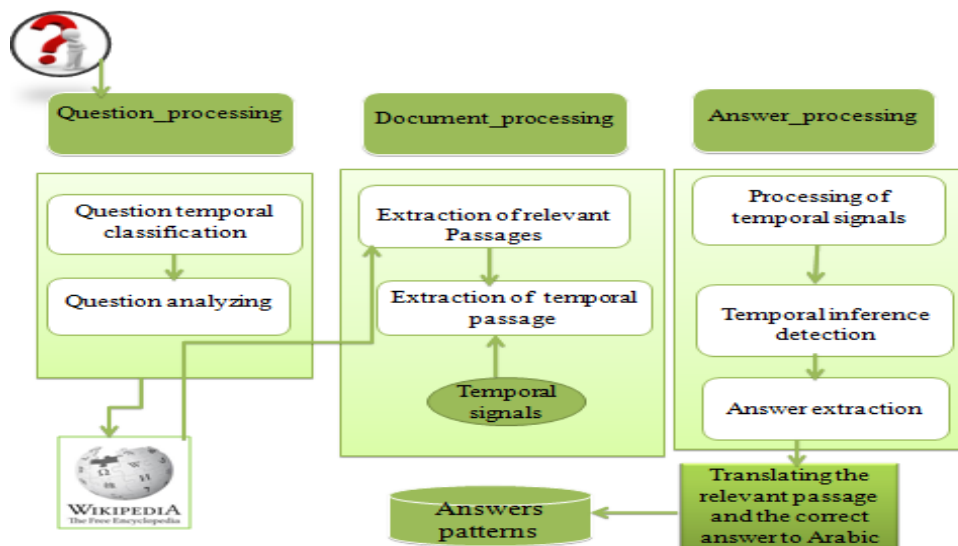 ?
Question_processing
Document_processing
Answer_processing
Question temporal
classification
Question analyzing
Extraction of relevant
Passages
Extraction of temporal
passage
Temporal
signals
Processing of
temporal signals
Temporal inference
detection
Answer extraction
Ω
W
И
WIKIPEDIA
The Free Encyclopedia
Answers
patterns
Translating the
relevant passage
and the correct
answer to Arabic